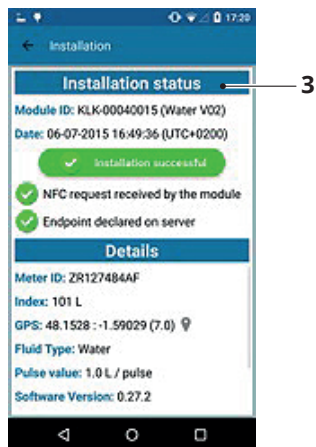 17:20
Installation
Installation status
3
Module ID: KLK-00040015 (Water V02)
Date: 06-07-2015 16:49:36 (UTC+0200)
Installation successful
NFC request received by the module
Endpoint declared on server
Details
Meter ID: ZR127484AF
Index: 101 L
GPS: 48.1528 : -1.59029 (7.0)
Fluid Type: Water
Pulse value: 1.0 L / pulse
Software Version: 0.27.2